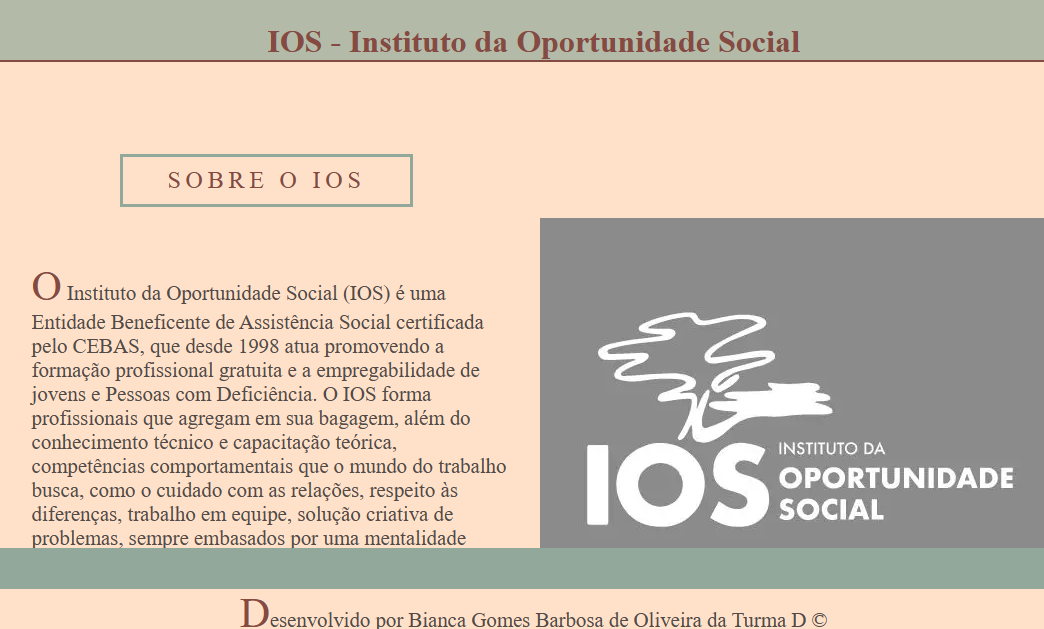 IOS - Instituto da Oportunidade Social
SOBRE O IOS
O Instituto da Oportunidade Social (IOS) é uma
Entidade Beneficente de Assistência Social certificada
pelo CEBAS, que desde 1998 atua promovendo a
formação profissional gratuita e a empregabilidade de
jovens e Pessoas com Deficiência. O IOS forma
profissionais que agregam em sua bagagem, além do
conhecimento técnico e capacitação teórica,
competências comportamentais que o mundo do trabalho
busca, como o cuidado com as relações, respeito às
diferenças, trabalho em equipe, solução criativa de
problemas, sempre embasados por uma mentalidade
IOS
INSTITUTO DA
OPORTUNIDADE
SOCIAL
Desenvolvido por Bianca Gomes Barbosa de Oliveira da Turma D ©